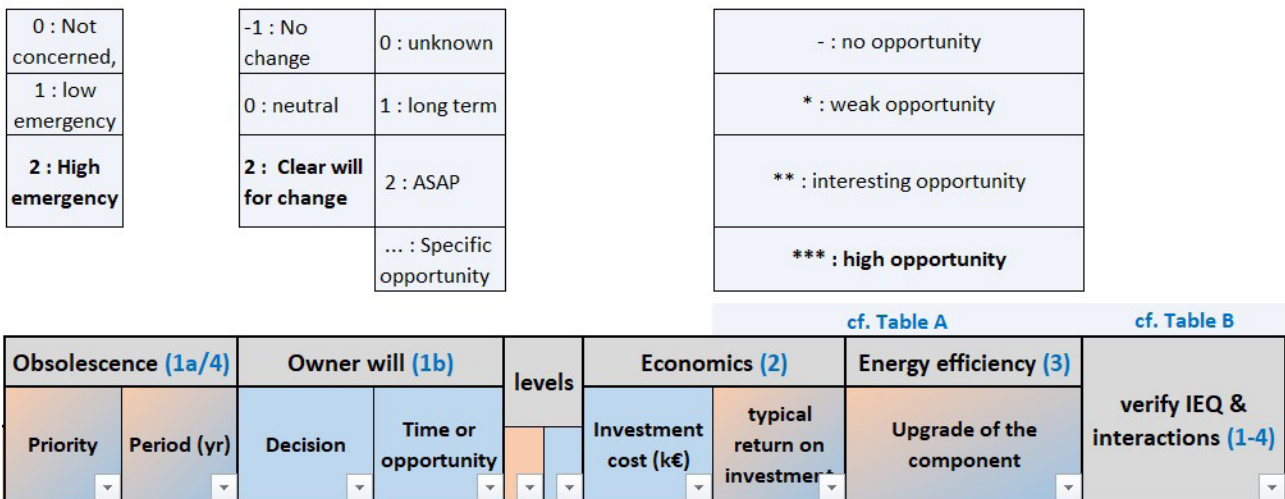 0 : Not
concerned,
1 : low
emergency
2 : High
emergency
-1 : No
change
0 : neutral
2 : Clear will
for change
0 : unknown
1 : long term
2 : ASAP
... : Specific
opportunity
- : no opportunity
* : weak opportunity
** : interesting opportunity
*** : high opportunity
cf. Table A
cf. Table B
Obsolescence (1a/4)
Owner will (1b)
levels
Economics (2)
Energy efficiency (3)
verify IEQ &
interactions (1-4)
Priority
Period (yr)
Decision
Time or
opportunity
Investment
cost (k€)
typical
return on
investment
Upgrade of the
component